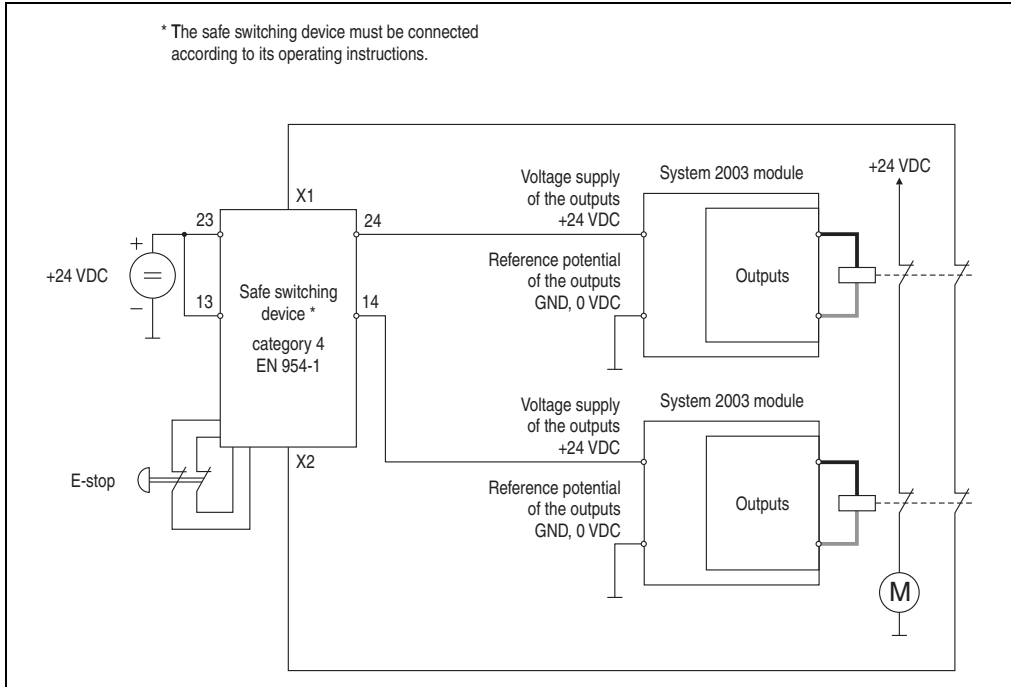 * The safe switching device must be connected
according to its operating instructions.
X1
23
24
+
+24 VDC
–
13
14
Safe switching
device *
category 4
EN 954-1
X2
E-stop
Voltage supply
of the outputs
+24 VDC
Reference potential
of the outputs
GND, 0 VDC
System 2003 module
Outputs
+24 VDC
Voltage supply
of the outputs
+24 VDC
Reference potential
of the outputs
GND, 0 VDC
System 2003 module
Outputs
M